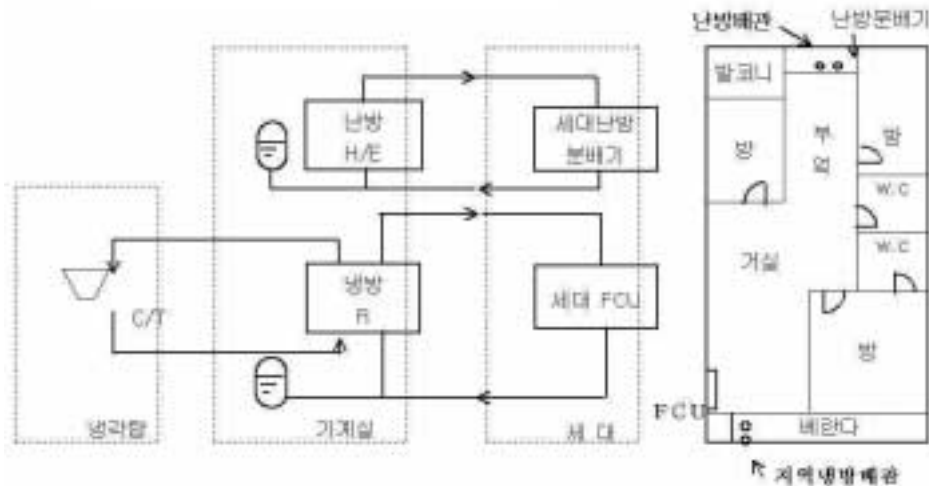 난방
H/E
세대난방
분배기
냉방
R
세대 FCU
C/T
냉각탑
기계실
세 대
난방배관
난방분배기
발코니
방
부엌
방
W.C
W.C
거실
방
FCU
베란다
지역냉방배관